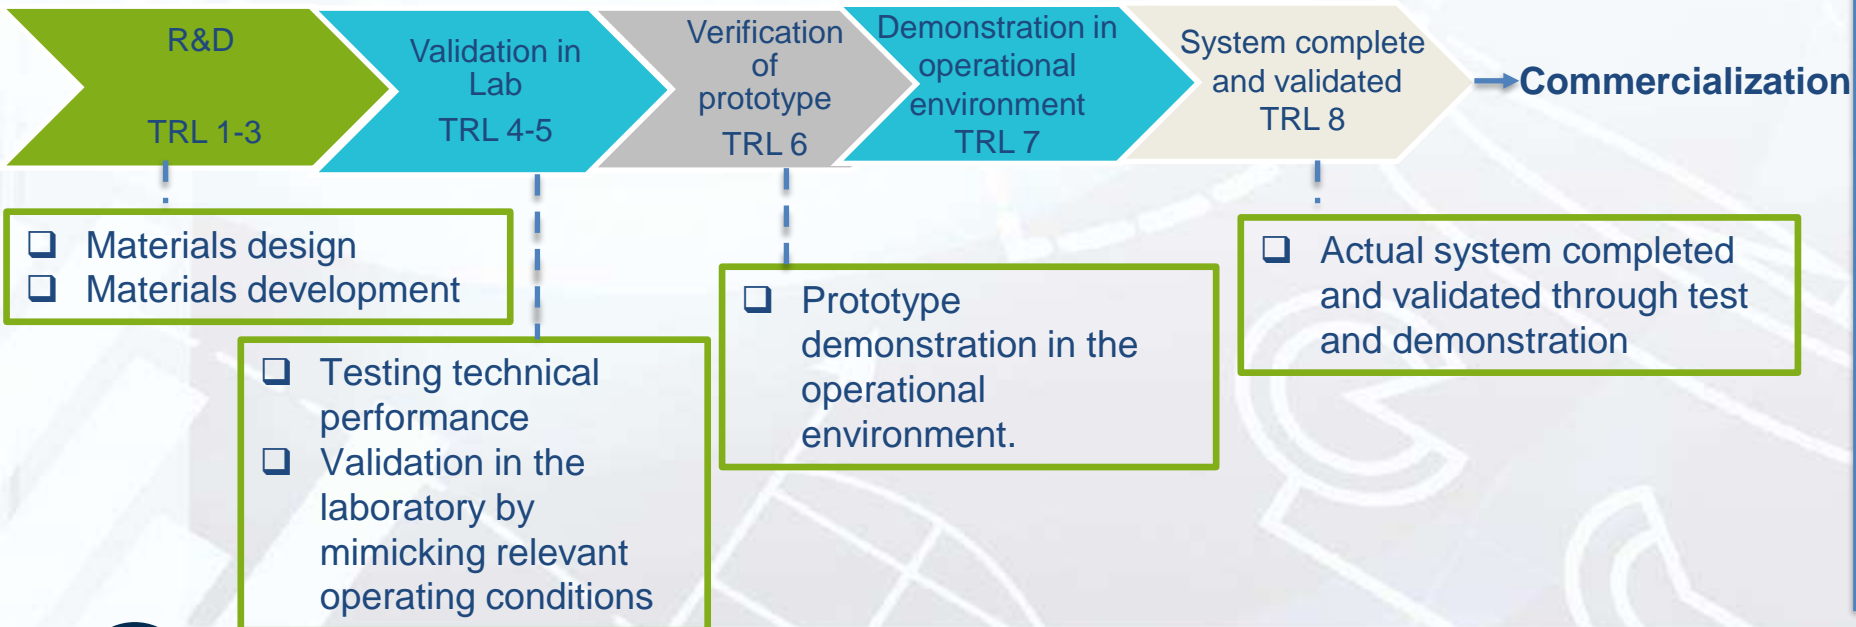 R&D
TRL 1-3
Validation in
Lab
TRL 4-5
Verification
of
prototype
TRL 6
Demonstration in
operational
environment
TRL 7
System complete
and validated
TRL 8
Commercialization
❑ Materials design
❑ Materials development
❑ Testing technical
performance
❑ Validation in the
laboratory by
mimicking relevant
operating conditions
❑ Prototype
demonstration in the
operational
environment.
❑ Actual system completed
and validated through test
and demonstration